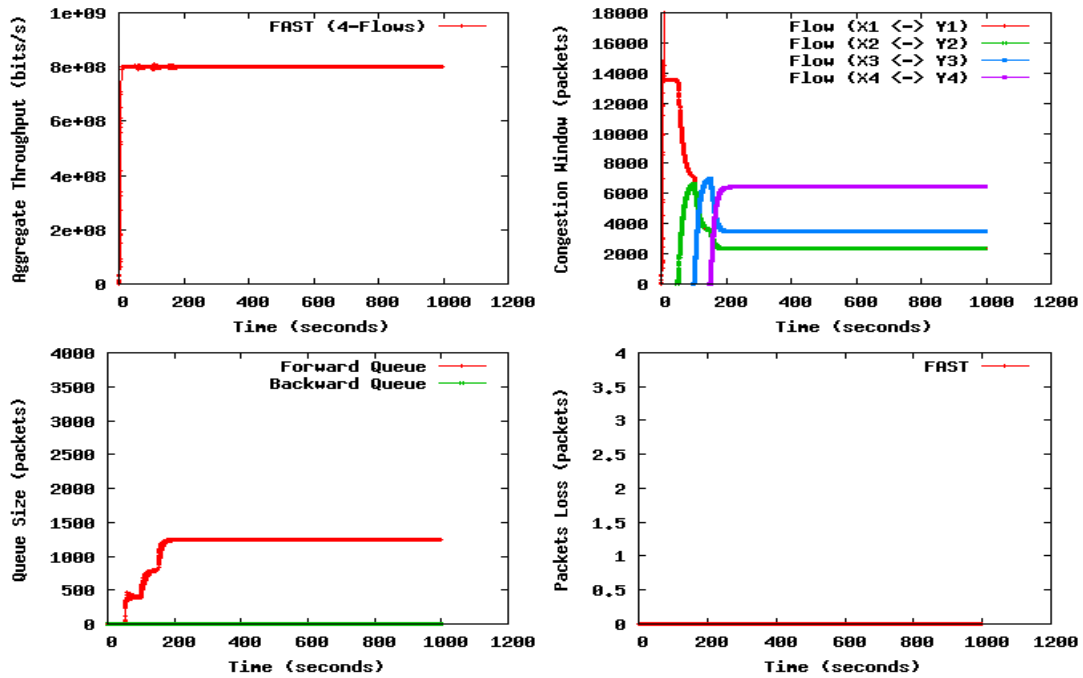 Aggregate Throughput (bits/s)
1e+09
8e+08
6e+08
4e+08
2e+08
0
FAST (4-Flows)
0 200 400 600 800 1000 1200
Time (seconds)
Congestion Window (packets)
18000
16000
14000
12000
10000
8000
6000
4000
2000
0
Flow (X1 <-> Y1)
Flow (X2 <-> Y2)
Flow (X3 <-> Y3)
Flow (X4 <-> Y4)
0 200 400 600 800 1000 1200
Time (seconds)
Queue Size (packets)
4000
3500
3000
2500
2000
1500
1000
500
0
Forward Queue
Backward Queue
0 200 400 600 800 1000 1200
Time (seconds)
Packets Loss (packets)
4
3.5
3
2.5
2
1.5
1
0.5
0
FAST
0 200 400 600 800 1000 1200
Time (seconds)